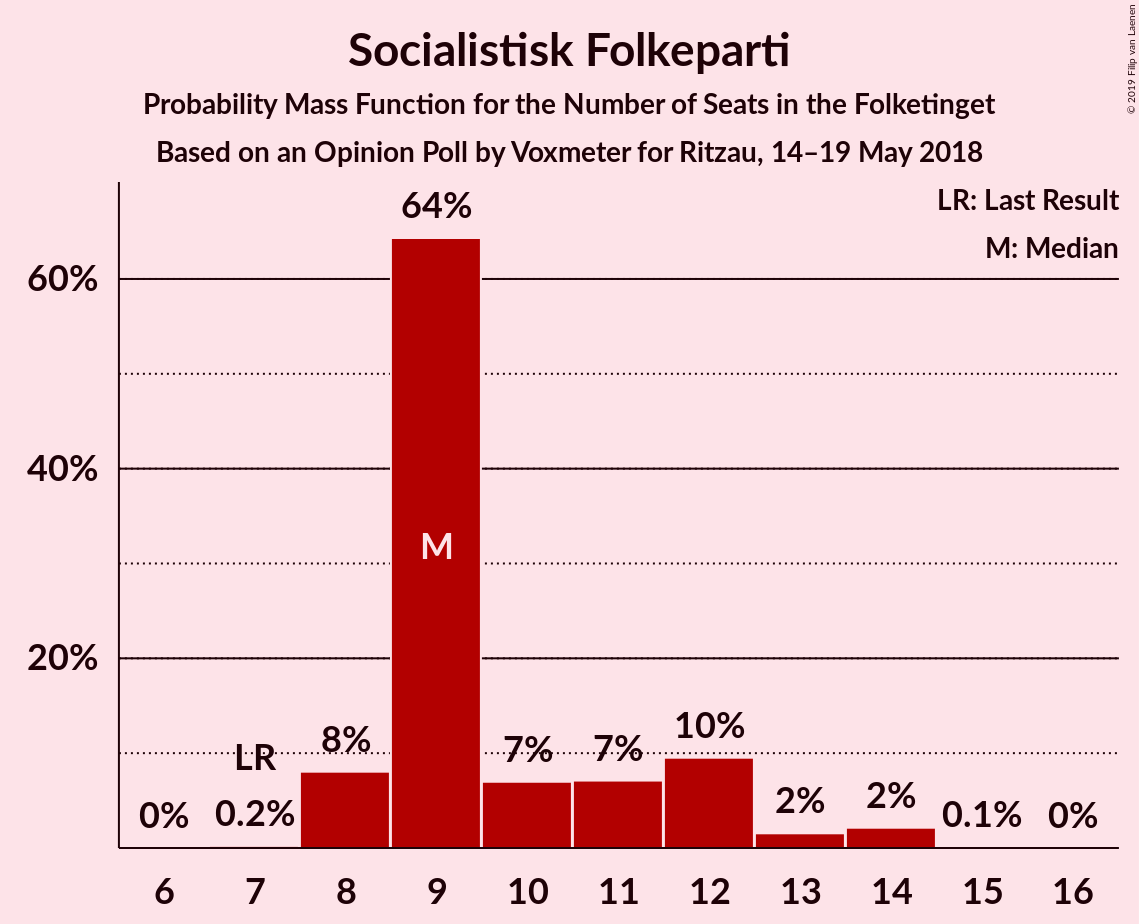 Socialistisk Folkeparti
Probability Mass Function for the Number of Seats in the Folketinget
Based on an Opinion Poll by Voxmeter for Ritzau, 14–19 May 2018
© 2019 Filip van Laenen
LR: Last Result
M: Median
64%
60%
40%
M
20%
10%
8%
7%
7%
LR
2%
2%
0%
0.2%
0.1%
0%
6 7 8 9 10 11 12 13 14 15 16